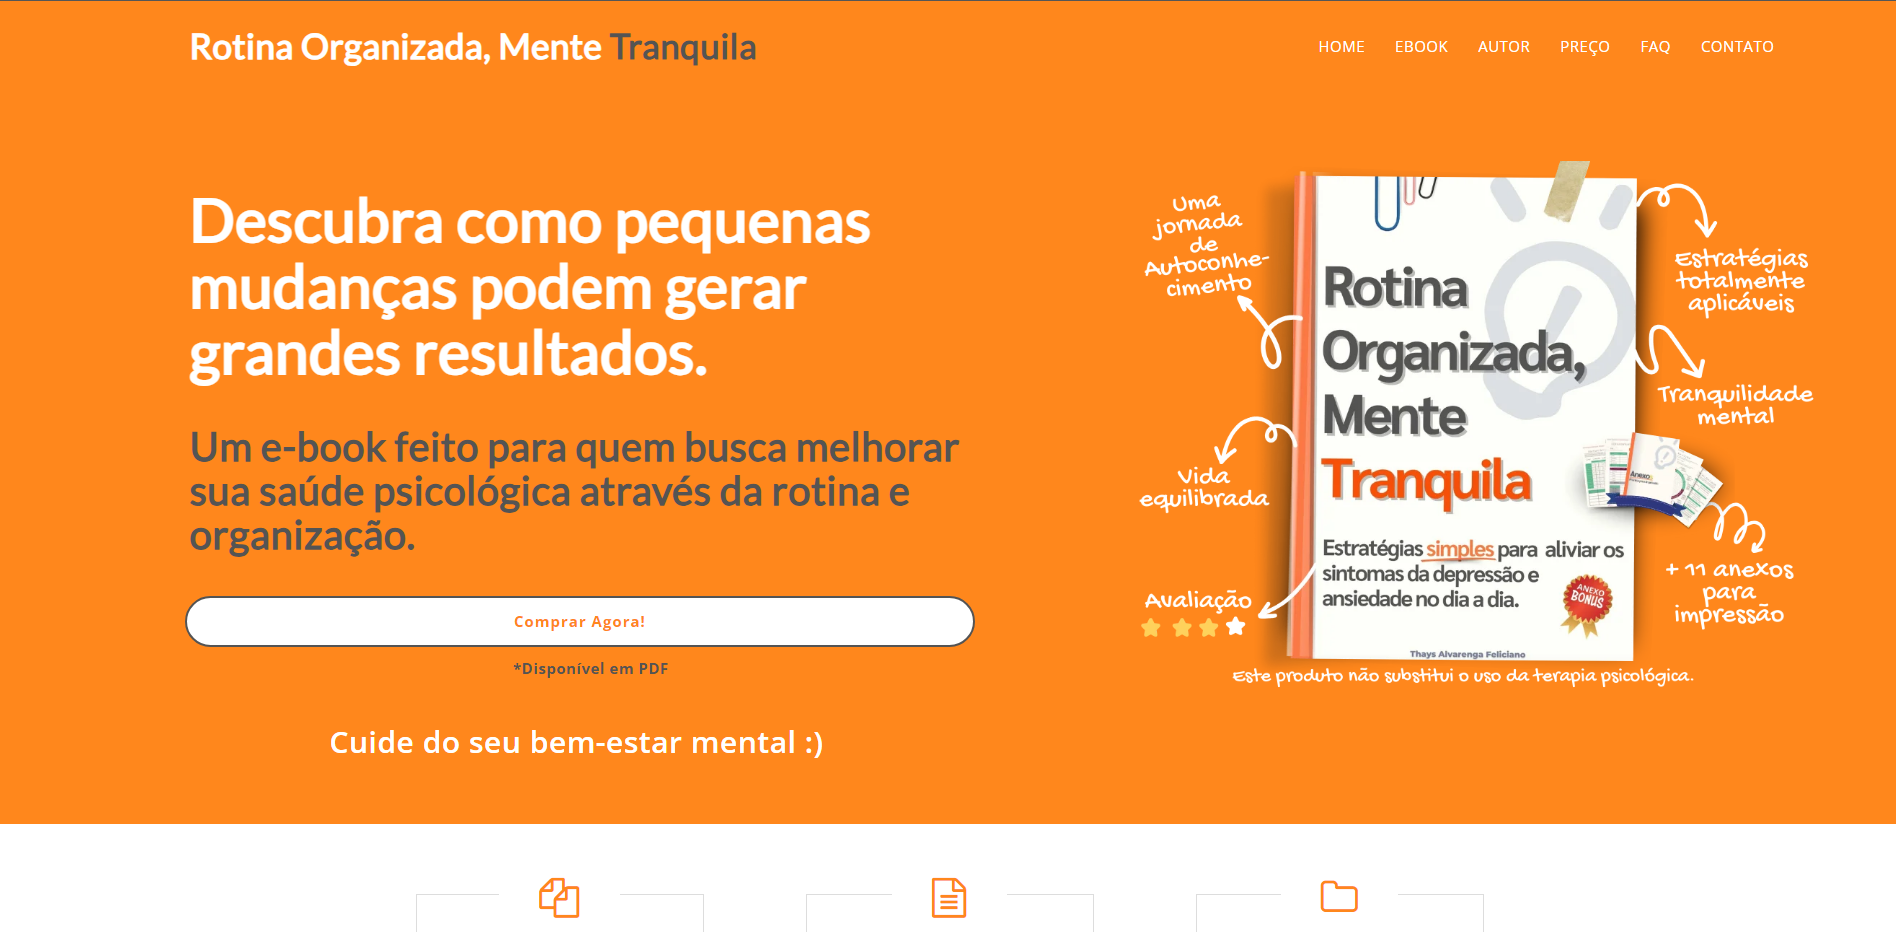 Rotina Organizada, Mente Tranquila
HOME EBOOK AUTOR PREÇO FAQ CONTATO
Descubra como pequenas
mudanças podem gerar
grandes resultados.
Um e-book feito para quem busca melhorar
sua saúde psicológica através da rotina e
organização.
Comprar Agora!
*Disponível em PDF
Cuide do seu bem-estar mental :)
Uma
jornada
de
Autoconhe-
cimento
Vida
equilibrada
Avaliação
Rotina
Organizada,
Mente
Tranquila
Estratégias simples para aliviar os
sintomas da depressão e
ansiedade no dia a dia.
ANEXO
BONUS
Thays Alvarenga Feliciano
Estratégias
totalmente
aplicáveis
Tranquilidade
mental
+ 11 anexos
para
impressão
Este produto não substitui o uso da terapia psicológica.